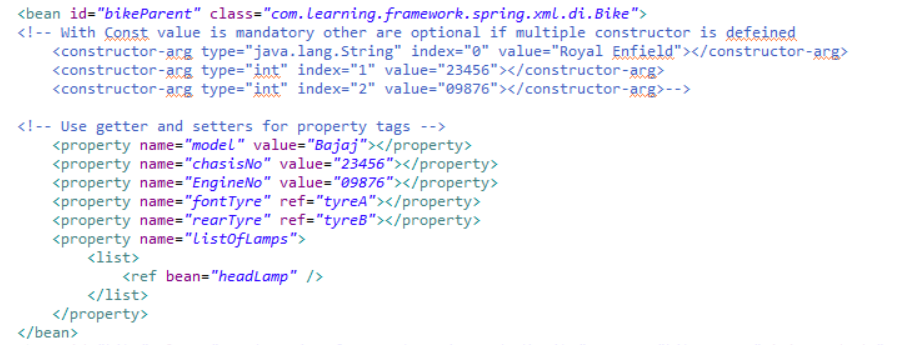 <bean id="bikeParent" class="com.learning.framework.spring.xml.di.Bike">
<!-- With Const value is mandatory other are optional if multiple constructor is defeined
<constructor-arg type="java.lang.String" index="0" value="Royal Enfield"></constructor-arg>
<constructor-arg type="int" index="1" value="23456"></constructor-arg>
<constructor-arg type="int" index="2" value="09876"></constructor-arg>-->
<!-- Use getter and setters for property tags -->
<property name="model" value="Bajaj"></property>
<property name="chasisNo" value="23456"></property>
<property name="EngineNo" value="09876"></property>
<property name="fontTyre" ref="tyreA"></property>
<property name="rearTyre" ref="tyreB"></property>
<property name="listOfLamps">
<list>
<ref bean="headLamp" />
</list>
</property>
</bean>